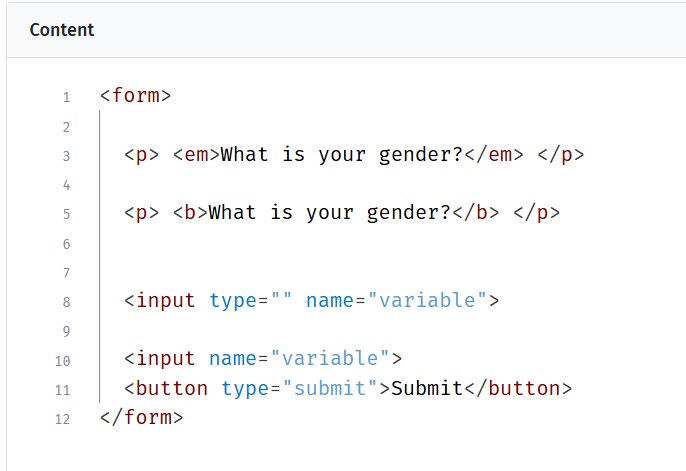 Content
1 <form>
2
3 <p> <em>What is your gender?</em> </p>
4
5 <p> <b>What is your gender?</b> </p>
6
7
8 <input type="" name="variable">
9
10 <input name="variable">
11 <button type="submit">Submit</button>
12 </form>